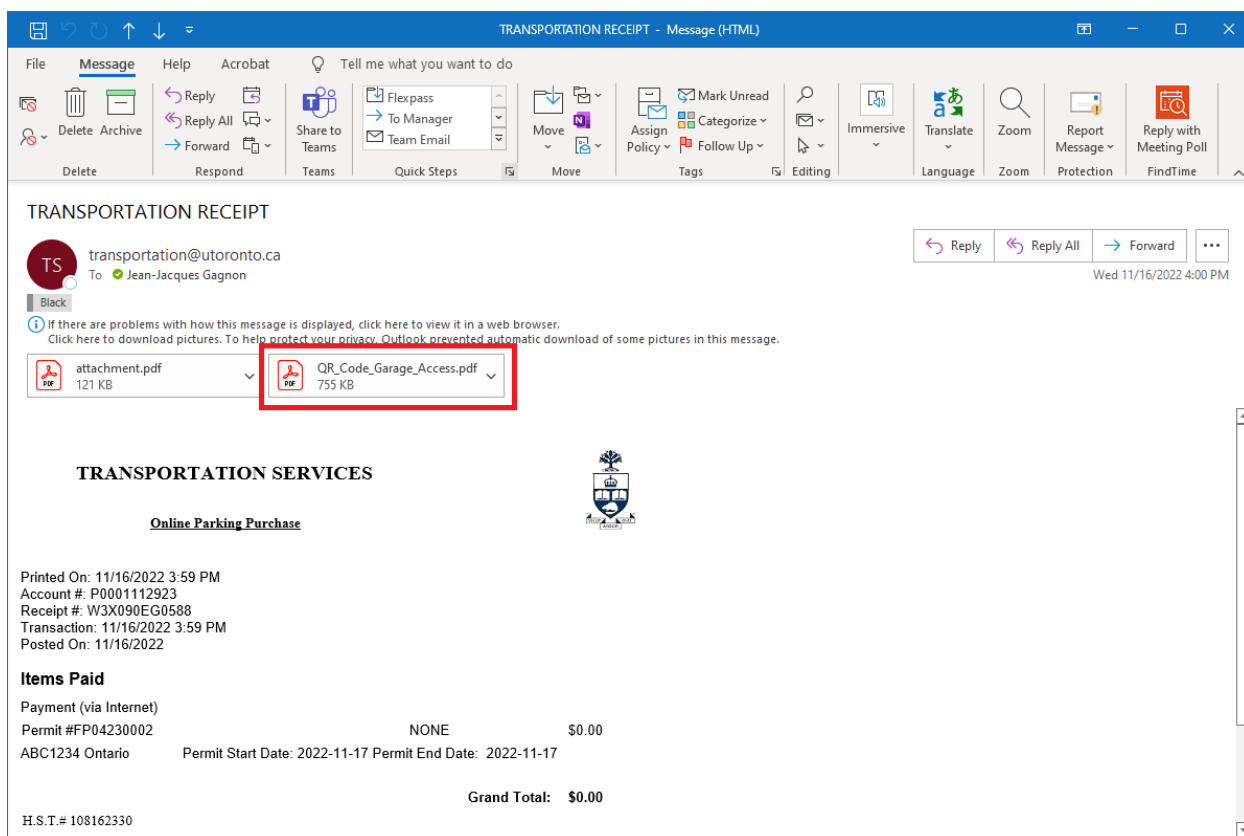 TRANSPORTATION RECEIPT - Message (HTML)
File Message Help Acrobat Tell me what you want to do
Delete Archive
Reply
Reply All
Forward
Share to Teams
Flexpass
To Manager
Team Email
Move
Assign Policy
Mark Unread
Categorize
Follow Up
Immersive
Translate
Zoom
Report Message
Reply with Meeting Poll
Delete Respond Teams Quick Steps Move Tags Editing Language Zoom Protection FindTime
TRANSPORTATION RECEIPT
TS
transportation@utoronto.ca
To Jean-Jacques Gagnon
Reply Reply All Forward
Wed 11/16/2022 4:00 PM
Black
If there are problems with how this message is displayed, click here to view it in a web browser.
Click here to download pictures. To help protect your privacy, Outlook prevented automatic download of some pictures in this message.
PDF attachment.pdf
121 KB
PDF QR_Code_Garage_Access.pdf
755 KB
TRANSPORTATION SERVICES
Online Parking Purchase
Printed On: 11/16/2022 3:59 PM
Account #: P0001112923
Receipt #: W3X090EG0588
Transaction: 11/16/2022 3:59 PM
Posted On: 11/16/2022
Items Paid
Payment (via Internet)
Permit #FP04230002 NONE $0.00
ABC1234 Ontario Permit Start Date: 2022-11-17 Permit End Date: 2022-11-17
Grand Total: $0.00
H.S.T.# 108162330